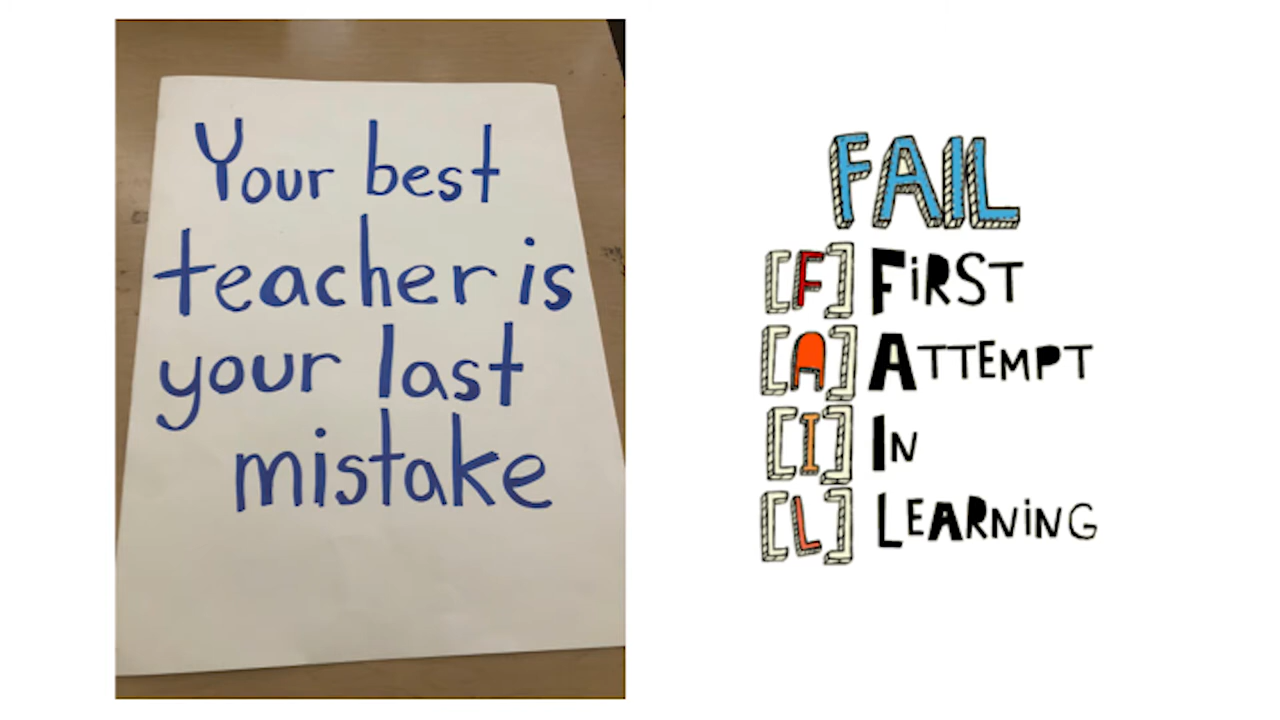 Your best
teacher is
your last
mistake
FAIL
[F] FiRST
[A] ATTEMPT
[I] IN
[L] LEARNiNG